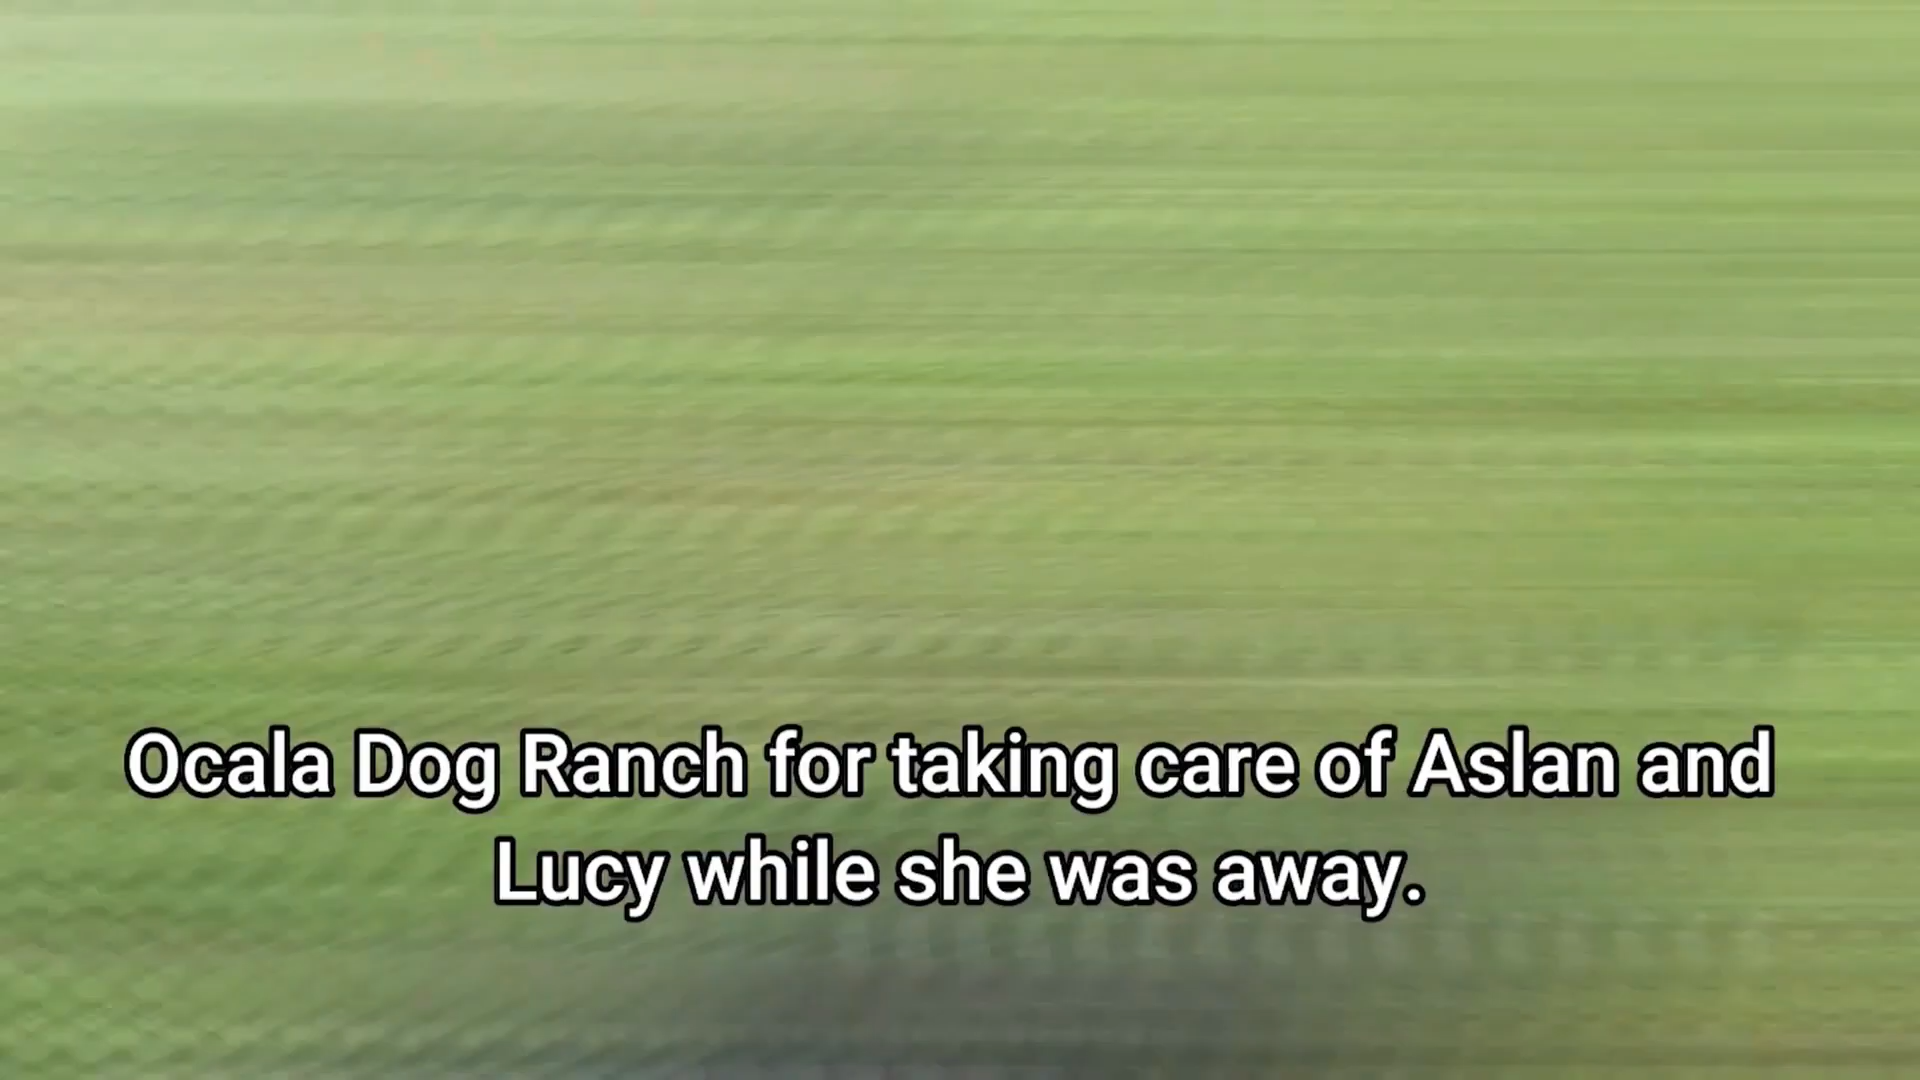 Ocala Dog Ranch for taking care of Aslan and
Lucy while she was away.